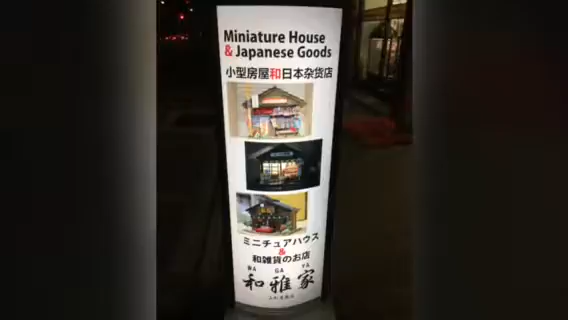 Miniature House
& Japanese Goods
小型房屋和日本杂货店
ミニチュアハウス
&
和雑貨のお店
WA GA YA
和雅家